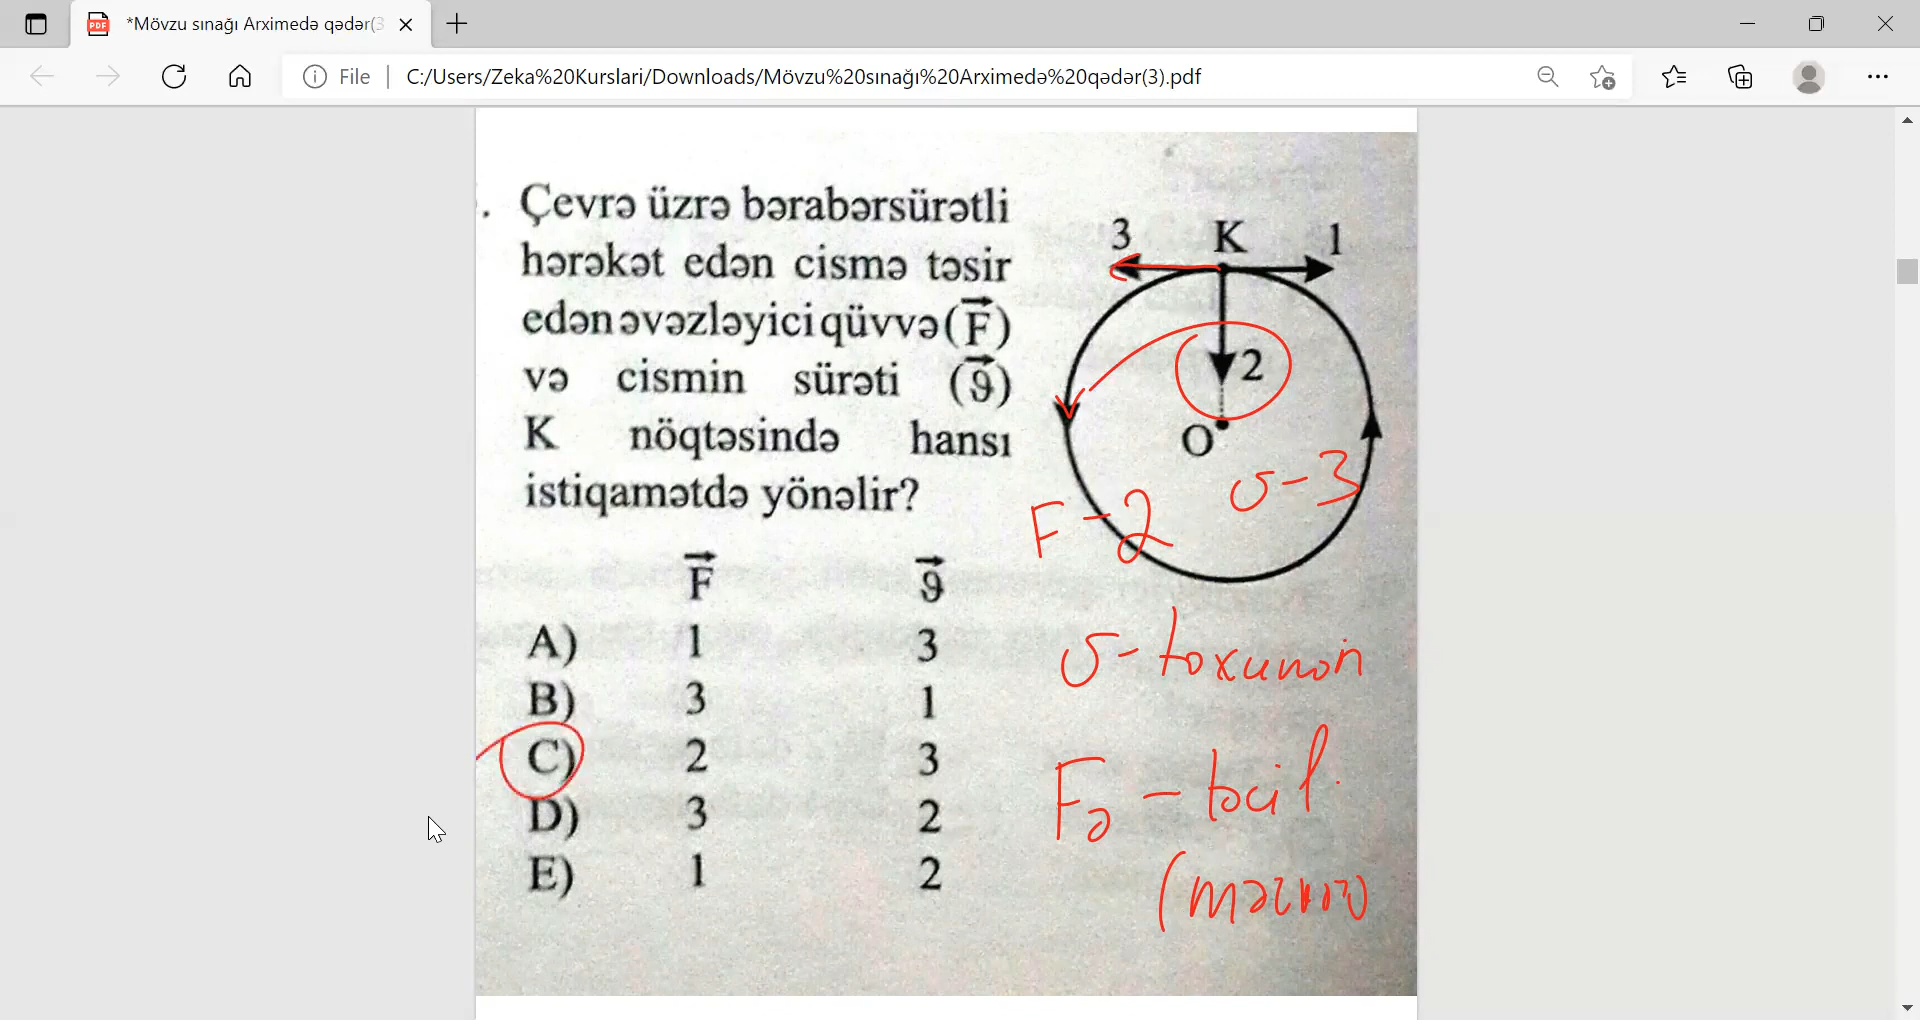 *Mövzu sınağı Arximedə qədər(3
File
C:/Users/Zeka%20Kurslari/Downloads/Mövzu%20sınağı%20Arximedə%20qədər(3).pdf
. Çevrə üzrə bərabərsürətli
hərəkət edən cismə təsir
edən əvəzləyici qüvvə (F)
və cismin sürəti (ϑ)
K nöqtəsində hansı
istiqamətdə yönəlir?
3 K 1
2
O
υ-3
F-2
F ϑ
A) 1 3
B) 3 1
C) 2 3
D) 3 2
E) 1 2
υ-toxunan
Fə - təcil